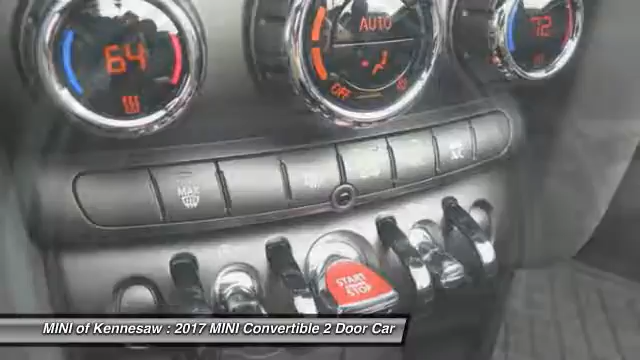 64
AUTO
OFF
72
MAX
START
STOP
MINI of Kennesaw : 2017 MINI Convertible 2 Door Car